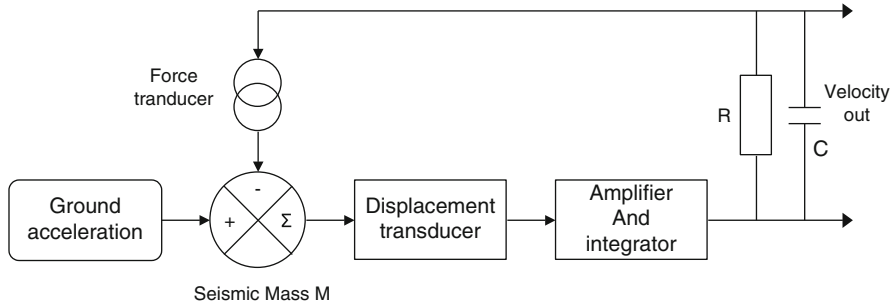 Force
tranducer
R
C
Velocity
out
Ground
acceleration
-
+
Σ
Displacement
transducer
Amplifier
And
integrator
Seismic Mass M